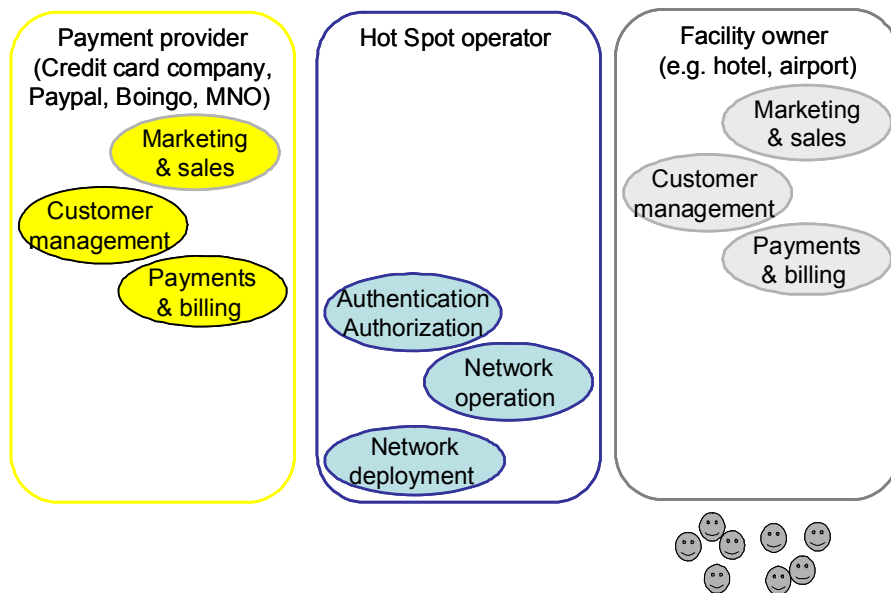 Payment provider
(Credit card company,
Paypal, Boingo, MNO)
Marketing
& sales
Customer
management
Payments
& billing
Hot Spot operator
Authentication
Authorization
Network
operation
Network
deployment
Facility owner
(e.g. hotel, airport)
Marketing
& sales
Customer
management
Payments
& billing